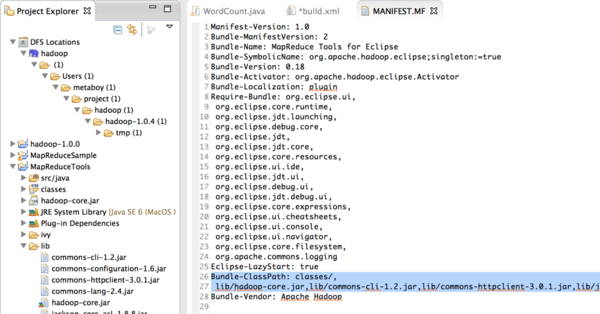 Project Explorer
DFS Locations
hadoop
(1)
Users (1)
metaboy (1)
project (1)
hadoop (1)
hadoop-1.0.4 (1)
tmp (1)
hadoop-1.0.0
MapReduceSample
MapReduceTools
src/java
classes
hadoop-core.jar
JRE System Library [Java SE 6 (MacOS X
Plug-in Dependencies
ivy
lib
commons-cli-1.2.jar
commons-configuration-1.6.jar
commons-httpclient-3.0.1.jar
commons-lang-2.4.jar
hadoop-core.jar
jackson-core-asl-1.8.8.jar
WordCount.java
*build.xml
MANIFEST.MF
1 Manifest-Version: 1.0
2 Bundle-ManifestVersion: 2
3 Bundle-Name: MapReduce Tools for Eclipse
4 Bundle-SymbolicName: org.apache.hadoop.eclipse;singleton:=true
5 Bundle-Version: 0.18
6 Bundle-Activator: org.apache.hadoop.eclipse.Activator
7 Bundle-Localization: plugin
8 Require-Bundle: org.eclipse.ui,
9 org.eclipse.core.runtime,
10 org.eclipse.jdt.launching,
11 org.eclipse.debug.core,
12 org.eclipse.jdt,
13 org.eclipse.jdt.core,
14 org.eclipse.core.resources,
15 org.eclipse.ui.ide,
16 org.eclipse.jdt.ui,
17 org.eclipse.debug.ui,
18 org.eclipse.jdt.debug.ui,
19 org.eclipse.core.expressions,
20 org.eclipse.ui.cheatsheets,
21 org.eclipse.ui.console,
22 org.eclipse.ui.navigator,
23 org.eclipse.core.filesystem,
24 org.apache.commons.logging
25 Eclipse-LazyStart: true
26 Bundle-ClassPath: classes/,
27 lib/hadoop-core.jar,lib/commons-cli-1.2.jar,lib/commons-httpclient-3.0.1.jar,lib/j
28 Bundle-Vendor: Apache Hadoop